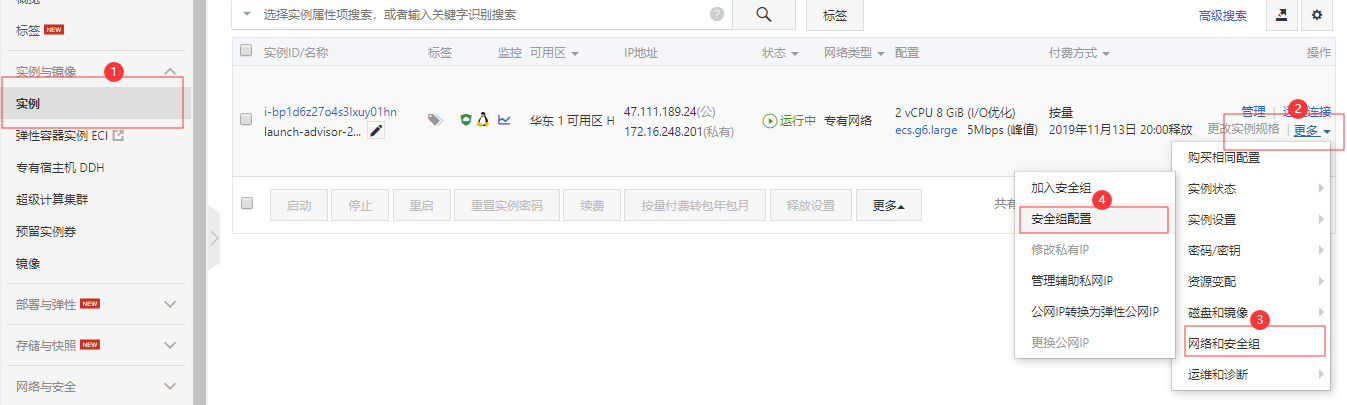 标签 NEW
实例与镜像 1
实例
弹性容器实例 ECI
专有宿主机 DDH
超级计算集群
预留实例券
镜像
部署与弹性 NEW
存储与快照 NEW
网络与安全
选择实例属性项搜索，或者输入关键字识别搜索 ?
标签
高级搜索
实例ID/名称 标签 监控 可用区 IP地址 状态 网络类型 配置 付费方式 操作
i-bp1d6z27o4s3lxuy01hn
launch-advisor-2...
华东 1 可用区 H
47.111.189.24(公)
172.16.248.201(私有)
运行中
专有网络
2 vCPU 8 GiB (I/O优化)
ecs.g6.large 5Mbps (峰值)
按量
2019年11月13日 20:00释放
管理 | 2 连接
更改实例规格 | 更多
启动 停止 重启 重置实例密码 续费 按量付费转包年包月 释放设置 更多
共有
加入安全组
4
安全组配置
修改私有IP
管理辅助私网IP
公网IP转换为弹性公网IP
更换公网IP
购买相同配置
实例状态
实例设置
密码/密钥
资源变配
磁盘和镜像
3
网络和安全组
运维和诊断